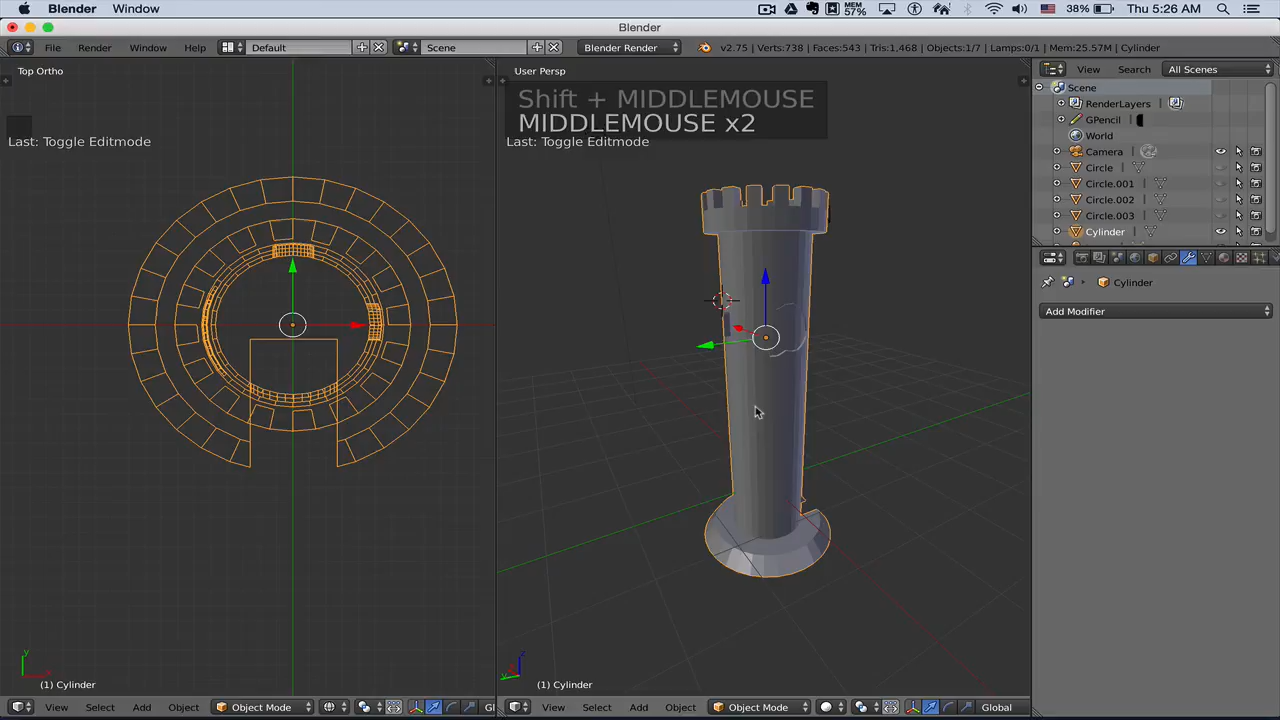 Blender Window MEM 57% 38% Thu 5:26 AM
Blender
File Render Window Help Default Scene Blender Render v2.75 | Verts:738 | Faces:543 | Tris:1,468 | Objects:1/7 | Lamps:0/1 | Mem:25.57M | Cylinder
Top Ortho
User Persp
View Search All Scenes
Scene
RenderLayers
GPencil
World
Camera
Circle
Circle.001
Circle.002
Circle.003
Cylinder
Shift + MIDDLEMOUSE
MIDDLEMOUSE x2
Last: Toggle Editmode
Last: Toggle Editmode
Cylinder
Add Modifier
y
x
z
(1) Cylinder
(1) Cylinder
View Select Add Object Object Mode Gl
View Select Add Object Object Mode Global